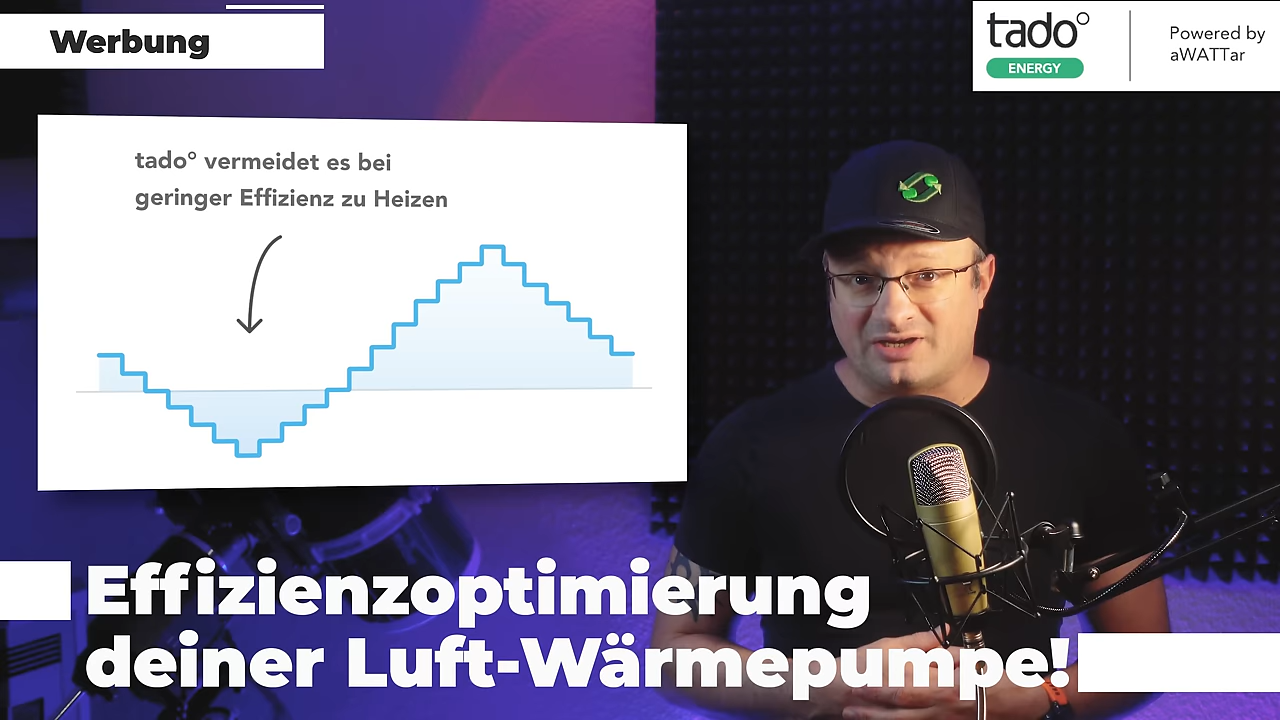 Werbung
tado°
ENERGY
Powered by
aWATTar
tado° vermeidet es bei
geringer Effizienz zu Heizen
Effizienzoptimierung
deiner Luft-Wärmepumpe!